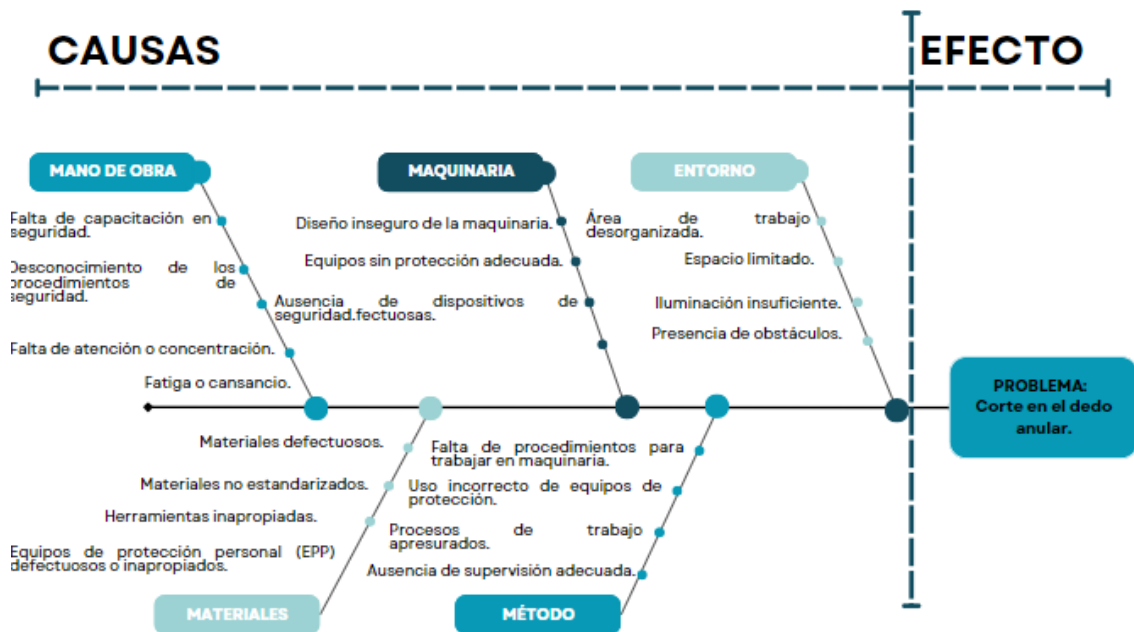 CAUSAS
EFECTO
MANO DE OBRA
MAQUINARIA
ENTORNO
Falta de capacitación en
seguridad.
Desconocimiento de los
procedimientos de
seguridad.
Falta de atención o concentración.
Fatiga o cansancio.
Diseño inseguro de la maquinaria.
Equipos sin protección adecuada.
Ausencia de dispositivos de
seguridad.fectuosas.
Área de trabajo
desorganizada.
Espacio limitado.
Iluminación insuficiente.
Presencia de obstáculos.
PROBLEMA:
Corte en el dedo
anular.
Materiales defectuosos.
Materiales no estandarizados.
Herramientas inapropiadas.
Equipos de protección personal (EPP)
defectuosos o inapropiados.
Falta de procedimientos para
trabajar en maquinaria.
Uso incorrecto de equipos de
protección.
Procesos de trabajo
apresurados.
Ausencia de supervisión adecuada.
MATERIALES
MÉTODO